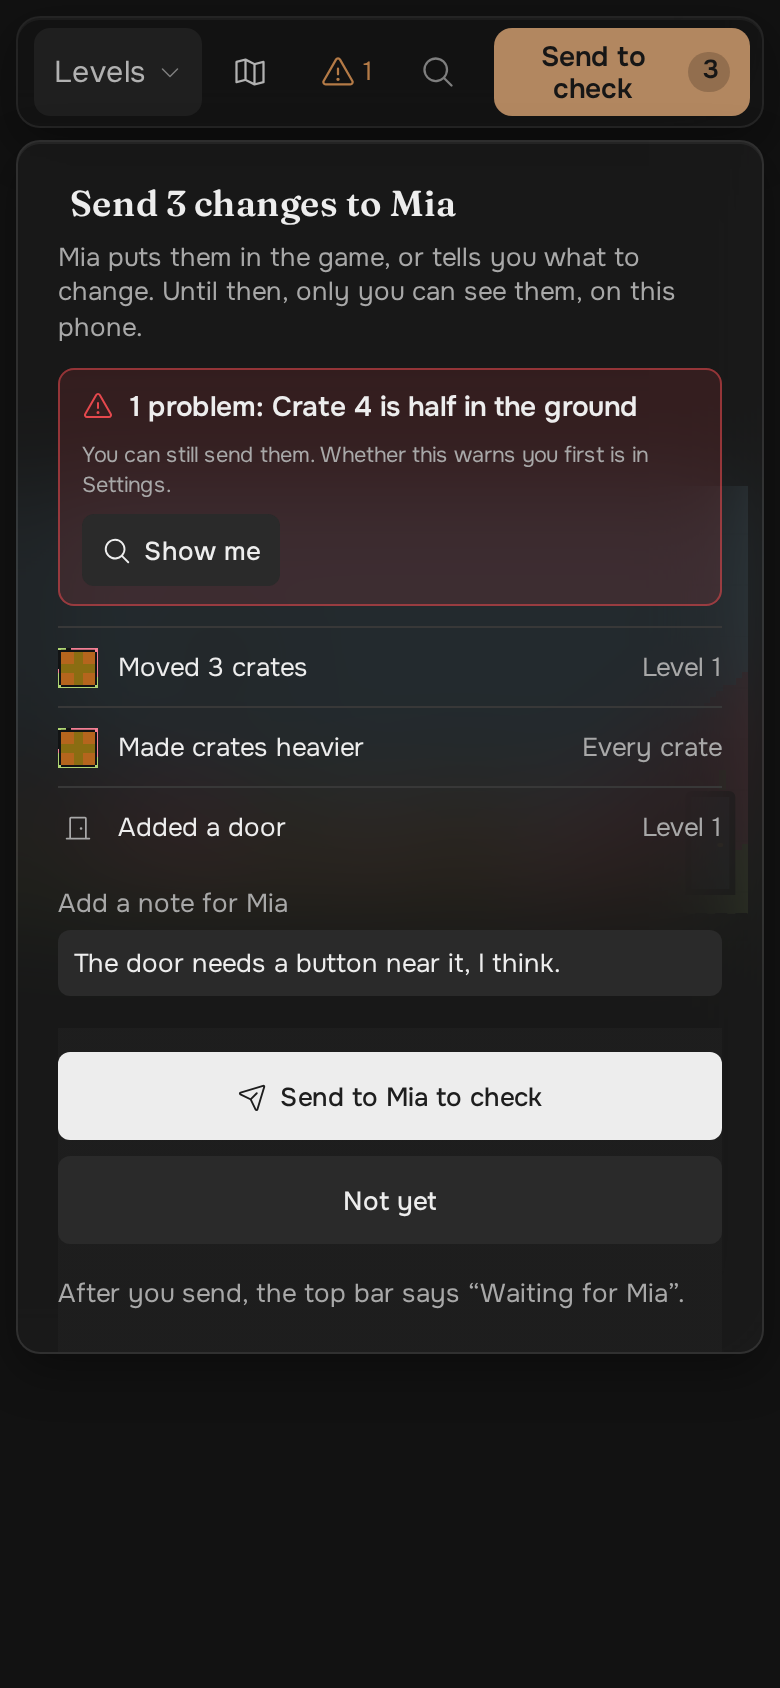 Levels
1
Send to
check
3
Send 3 changes to Mia
Mia puts them in the game, or tells you what to
change. Until then, only you can see them, on this
phone.
1 problem: Crate 4 is half in the ground
You can still send them. Whether this warns you first is in
Settings.
Show me
Moved 3 crates
Level 1
Made crates heavier
Every crate
Added a door
Level 1
Add a note for Mia
The door needs a button near it, I think.
Send to Mia to check
Not yet
After you send, the top bar says “Waiting for Mia”.